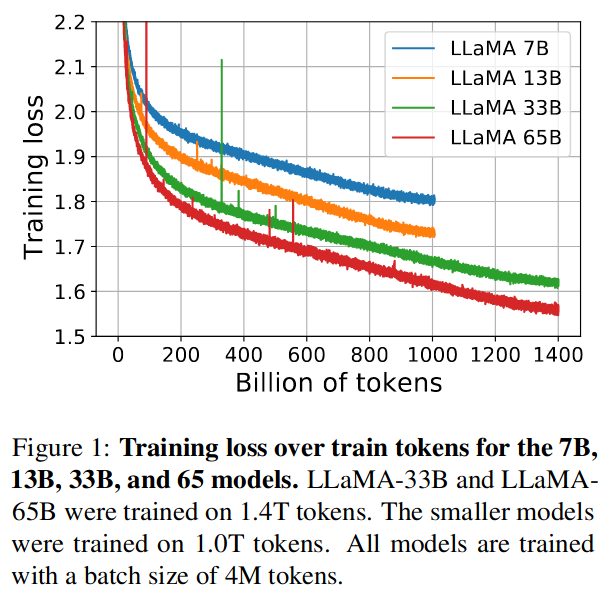 2.2
2.1
2.0
1.9
1.8
1.7
1.6
1.5
Training loss
LLaMA 7B
LLaMA 13B
LLaMA 33B
LLaMA 65B
0 200 400 600 800 1000 1200 1400
Billion of tokens
Figure 1: Training loss over train tokens for the 7B,
13B, 33B, and 65 models. LLaMA-33B and LLaMA-
65B were trained on 1.4T tokens. The smaller models
were trained on 1.0T tokens. All models are trained
with a batch size of 4M tokens.